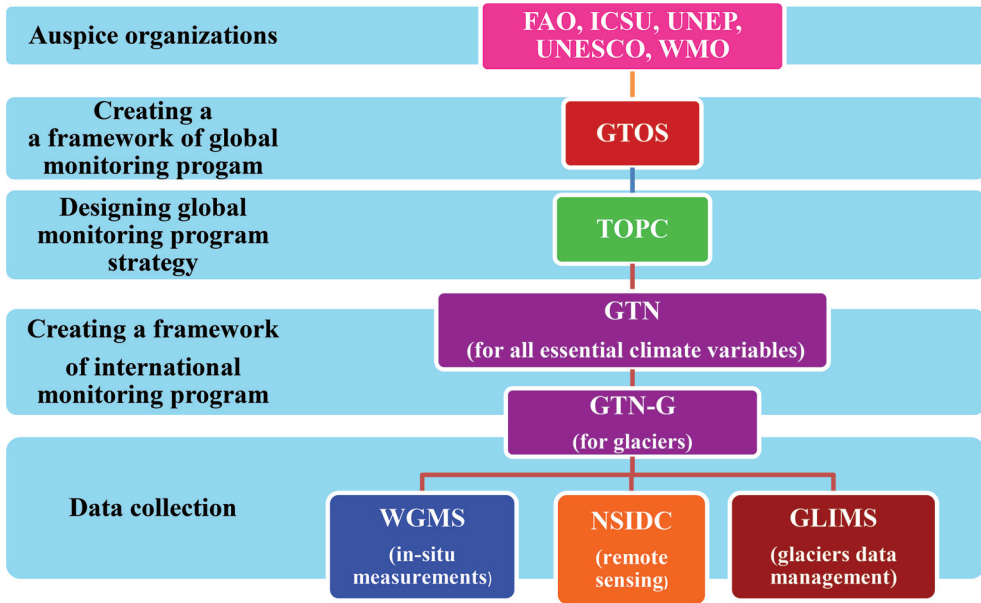 Auspice organizations
FAO, ICSU, UNEP,
UNESCO, WMO
Creating a
a framework of global
monitoring progam
GTOS
Designing global
monitoring program
strategy
TOPC
Creating a framework
of international
monitoring program
GTN
(for all essential climate variables)
GTN-G
(for glaciers)
Data collection
WGMS
(in-situ
measurements)
NSIDC
(remote
sensing)
GLIMS
(glaciers data
management)